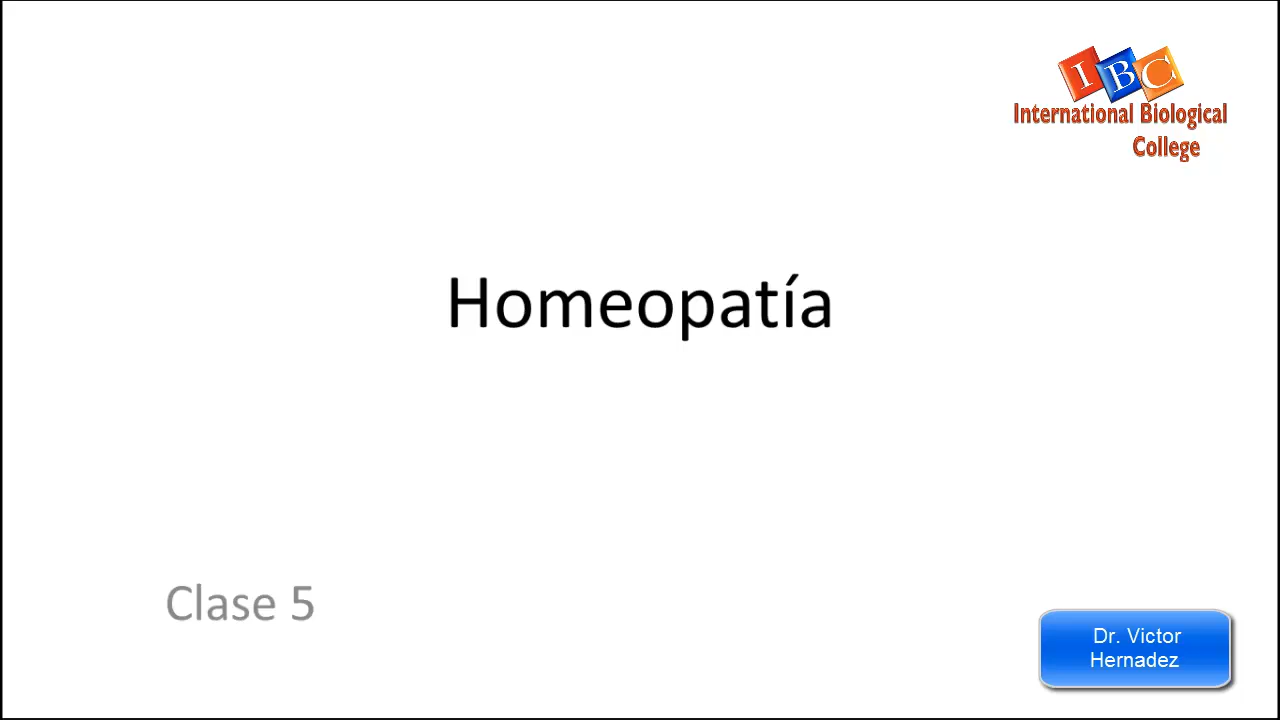 IBC
International Biological
College
Homeopatía
Clase 5
Dr. Victor
Hernadez